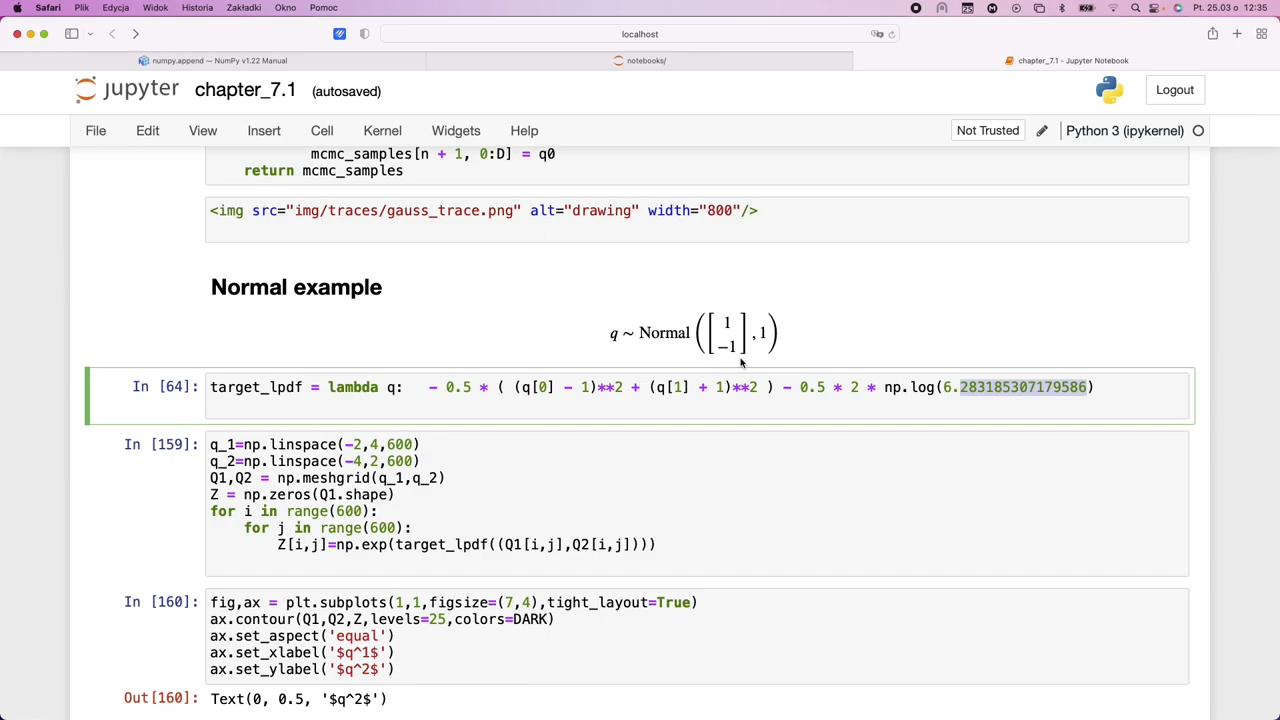 Safari Plik Edycja Widok Historia Zakładki Okno Pomoc Pt. 25.03 o 12:35
localhost
numpy.append — NumPy v1.22 Manual notebooks/ chapter_7.1 - Jupyter Notebook
jupyter chapter_7.1 (autosaved) Logout
File Edit View Insert Cell Kernel Widgets Help Not Trusted Python 3 (ipykernel)
mcmc_samples[n + 1, 0:D] = q0
return mcmc_samples
<img src="img/traces/gauss_trace.png" alt="drawing" width="800"/>
Normal example
q ~ Normal ([1 −1], 1)
In [64]: target_lpdf = lambda q: - 0.5 * ( (q[0] - 1)**2 + (q[1] + 1)**2 ) - 0.5 * 2 * np.log(6.283185307179586)
In [159]: q_1=np.linspace(-2,4,600)
q_2=np.linspace(-4,2,600)
Q1,Q2 = np.meshgrid(q_1,q_2)
Z = np.zeros(Q1.shape)
for i in range(600):
for j in range(600):
Z[i,j]=np.exp(target_lpdf((Q1[i,j],Q2[i,j])))
In [160]: fig,ax = plt.subplots(1,1,figsize=(7,4),tight_layout=True)
ax.contour(Q1,Q2,Z,levels=25,colors=DARK)
ax.set_aspect('equal')
ax.set_xlabel('$q^1$')
ax.set_ylabel('$q^2$')
Out[160]: Text(0, 0.5, '$q^2$')